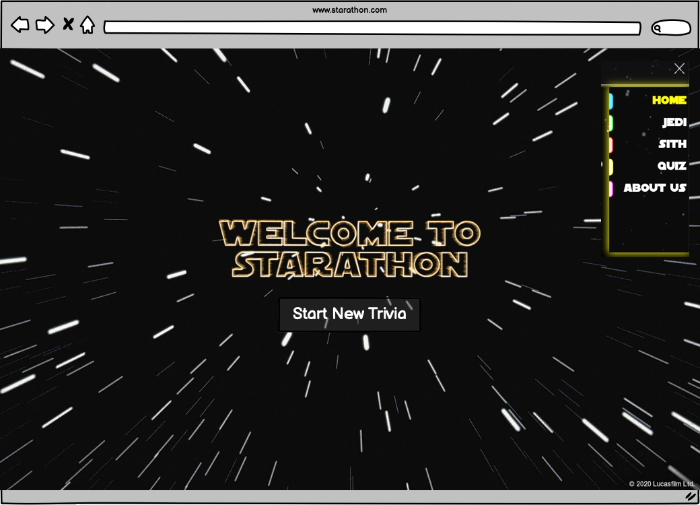 www.starathon.com
HOME
JEDI
SITH
QUIZ
ABOUT US
WELCOME TO
STARATHON
Start New Trivia
© 2020 Lucasfilm Ltd.